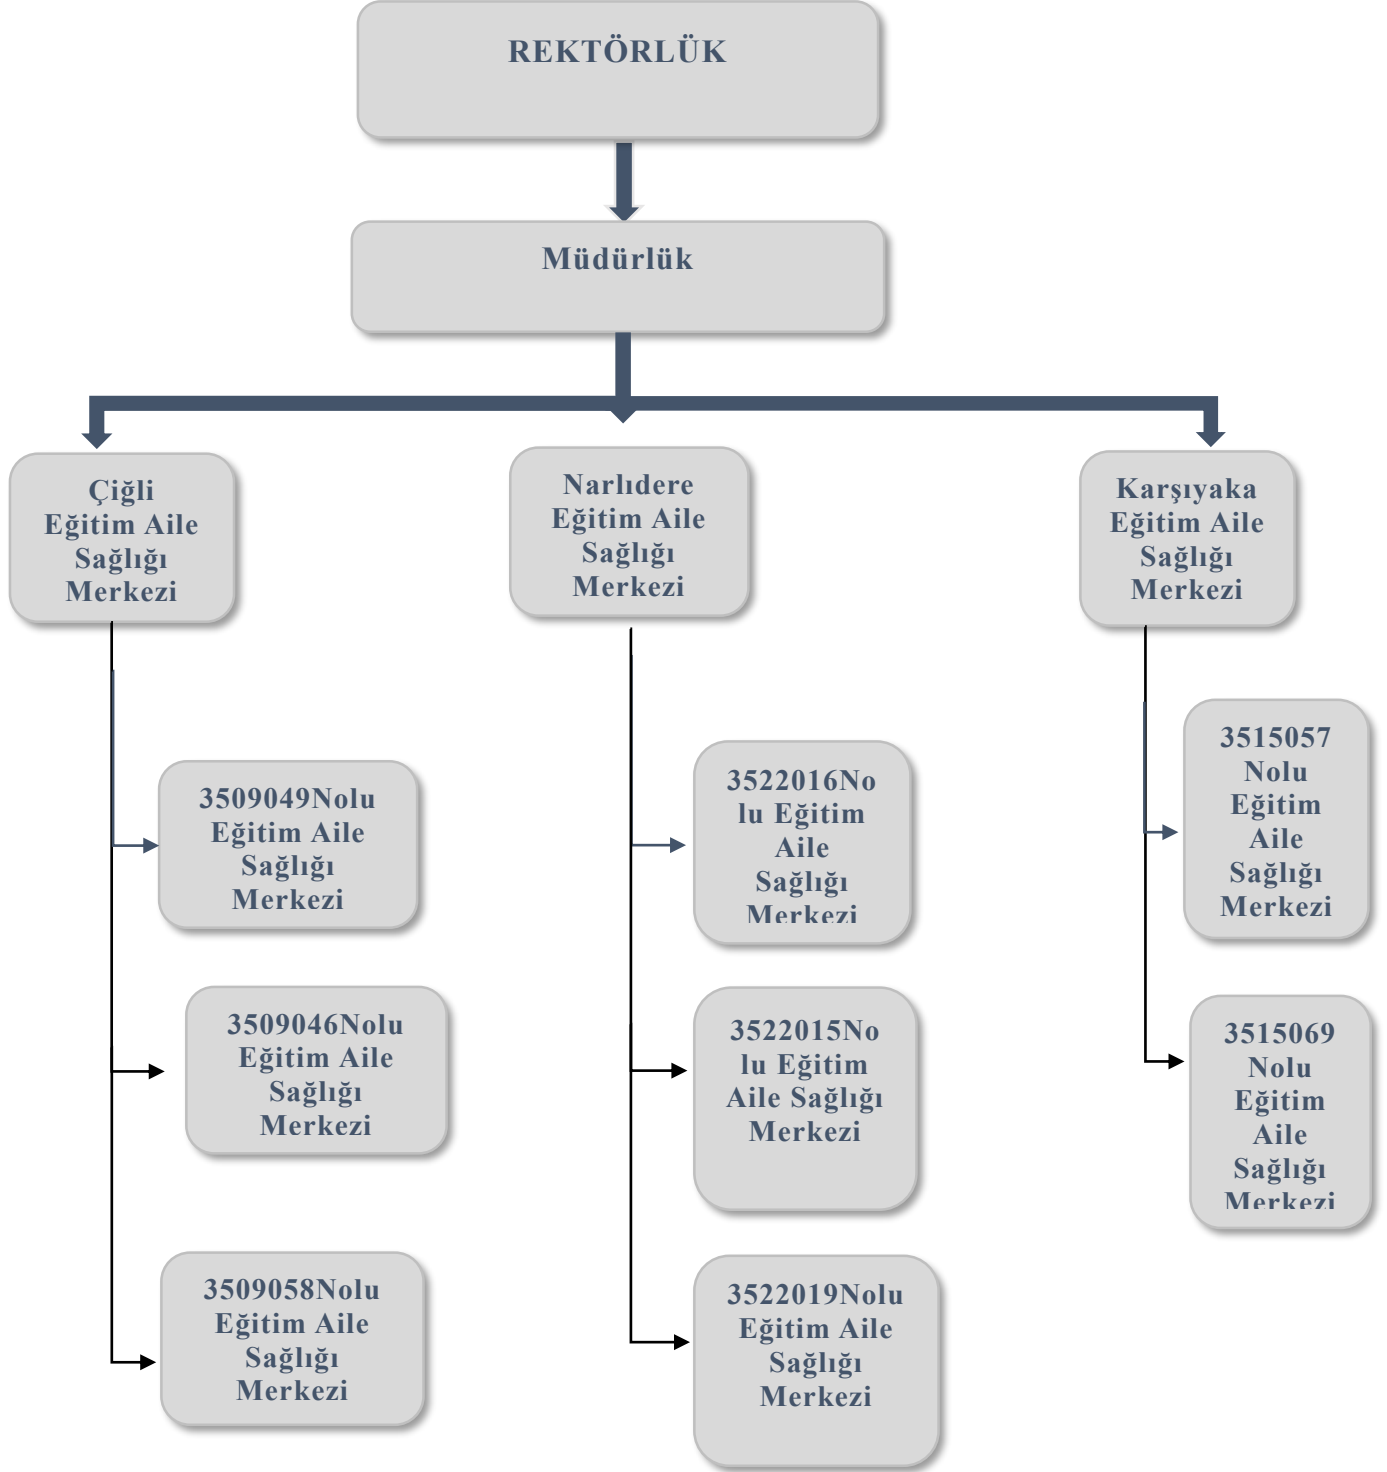 REKTÖRLÜK
Müdürlük
Çiğli
Eğitim Aile
Sağlığı
Merkezi
Narlıdere
Eğitim Aile
Sağlığı
Merkezi
Karşıyaka
Eğitim Aile
Sağlığı
Merkezi
3509049Nolu
Eğitim Aile
Sağlığı
Merkezi
3509046Nolu
Eğitim Aile
Sağlığı
Merkezi
3509058Nolu
Eğitim Aile
Sağlığı
Merkezi
3522016No
lu Eğitim
Aile
Sağlığı
Merkezi
3522015No
lu Eğitim
Aile Sağlığı
Merkezi
3522019Nolu
Eğitim Aile
Sağlığı
Merkezi
3515057
Nolu
Eğitim
Aile
Sağlığı
Merkezi
3515069
Nolu
Eğitim
Aile
Sağlığı
Merkezi